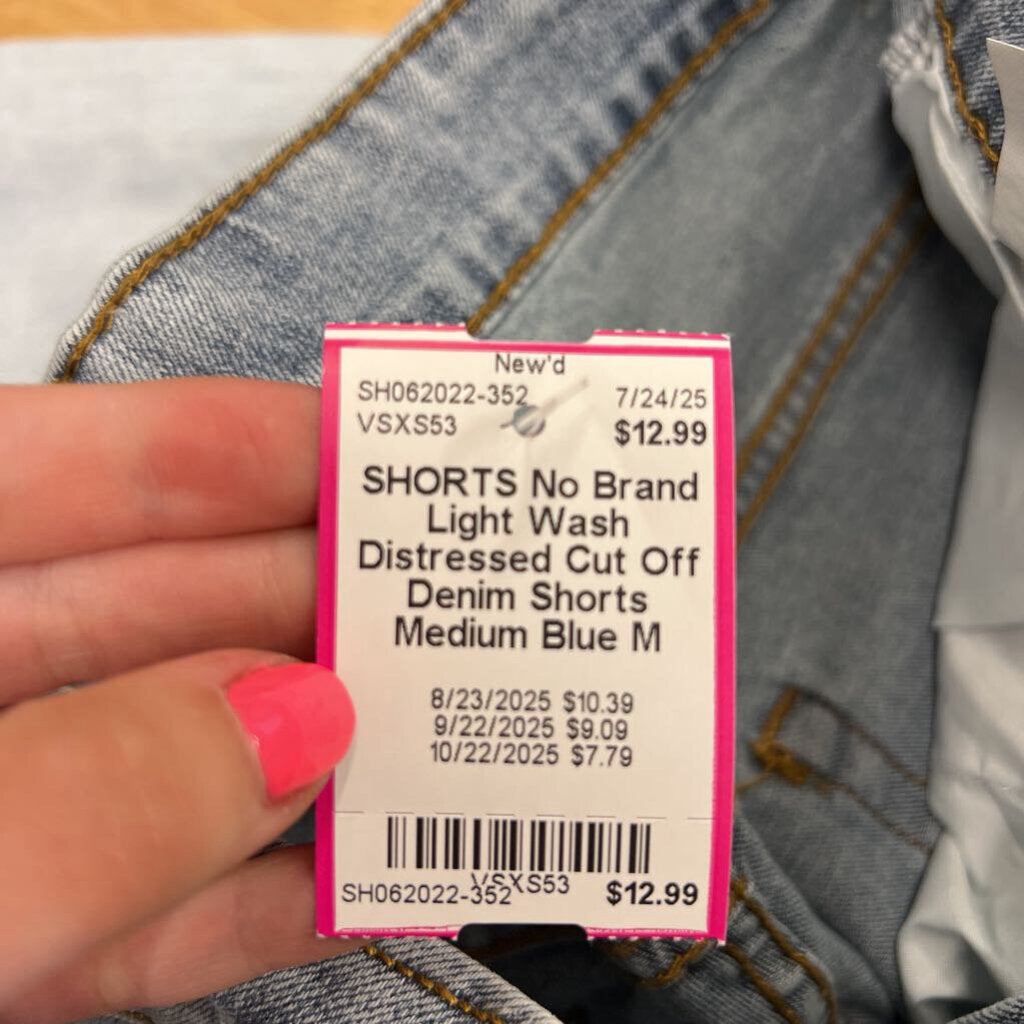 New'd
SH062022-352 7/24/25
VSXS53 $12.99
SHORTS No Brand
Light Wash
Distressed Cut Off
Denim Shorts
Medium Blue M
8/23/2025 $10.39
9/22/2025 $9.09
10/22/2025 $7.79
VSXS53
SH062022-352 $12.99